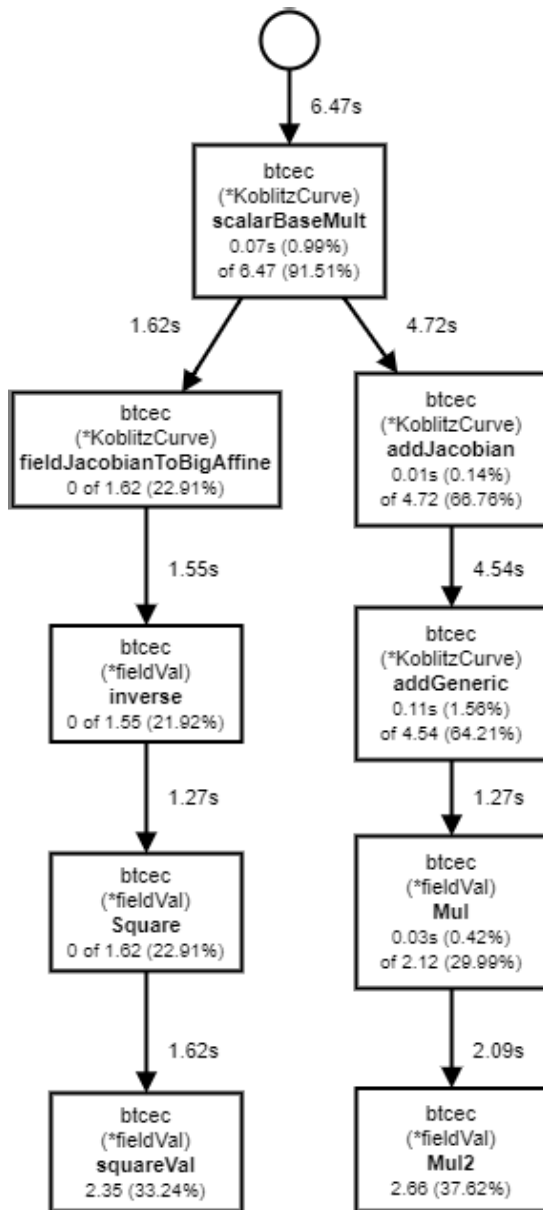 6.47s
btcec
(*KoblitzCurve)
scalarBaseMult
0.07s (0.99%)
of 6.47 (91.51%)
1.62s
4.72s
btcec
(*KoblitzCurve)
fieldJacobianToBigAffine
0 of 1.62 (22.91%)
btcec
(*KoblitzCurve)
addJacobian
0.01s (0.14%)
of 4.72 (66.76%)
1.55s
4.54s
btcec
(*fieldVal)
inverse
0 of 1.55 (21.92%)
btcec
(*KoblitzCurve)
addGeneric
0.11s (1.56%)
of 4.54 (64.21%)
1.27s
1.27s
btcec
(*fieldVal)
Square
0 of 1.62 (22.91%)
btcec
(*fieldVal)
Mul
0.03s (0.42%)
of 2.12 (29.99%)
1.62s
2.09s
btcec
(*fieldVal)
squareVal
2.35 (33.24%)
btcec
(*fieldVal)
Mul2
2.66 (37.62%)